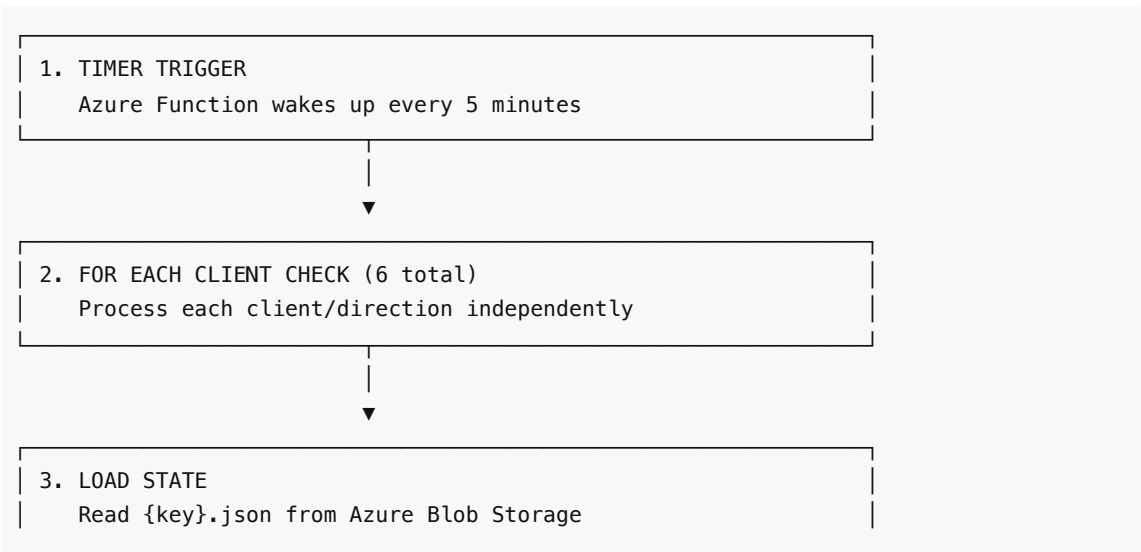 1. TIMER TRIGGER
Azure Function wakes up every 5 minutes
2. FOR EACH CLIENT CHECK (6 total)
Process each client/direction independently
3. LOAD STATE
Read {key}.json from Azure Blob Storage